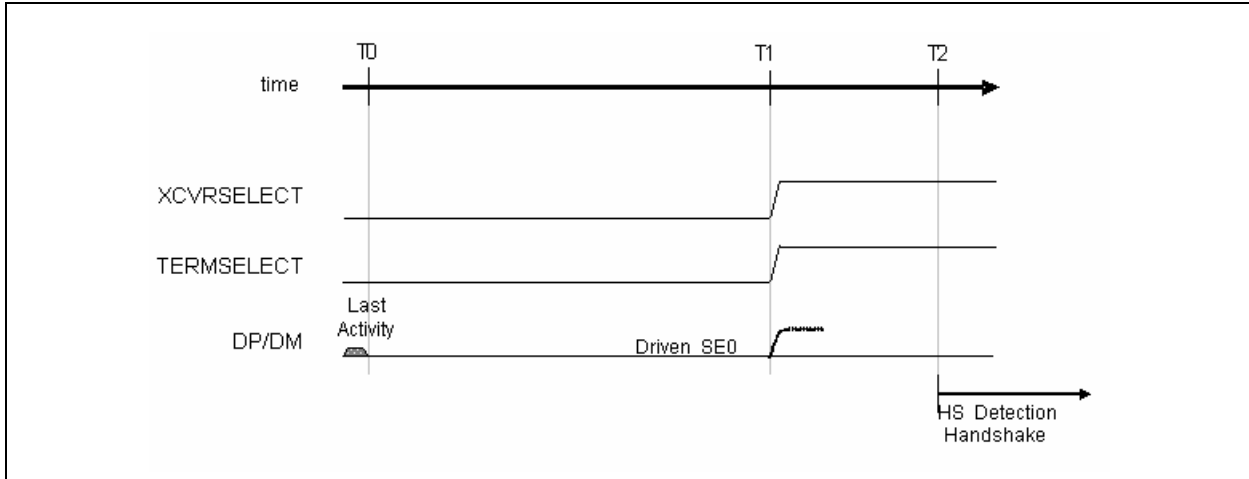 T0 T1 T2
time
XCVRSELECT
TERMSELECT
Last
Activity
DP/DM
Driven SE0
HS Detection
Handshake